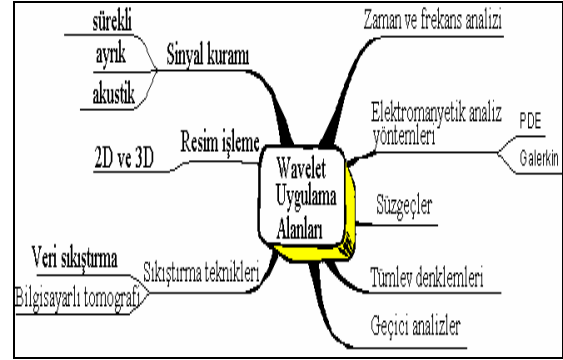 sürekli
ayrık
akustik
Sinyal kuramı
2D ve 3D
Resim işleme
Veri sıkıştırma
Bilgisayarlı tomografi
Sıkıştırma teknikleri
Wavelet
Uygulama
Alanları
Zaman ve frekans analizi
Elektromanyetik analiz
yöntemleri
PDE
Galerkin
Süzgeçler
Tümlev denklemleri
Geçici analizler